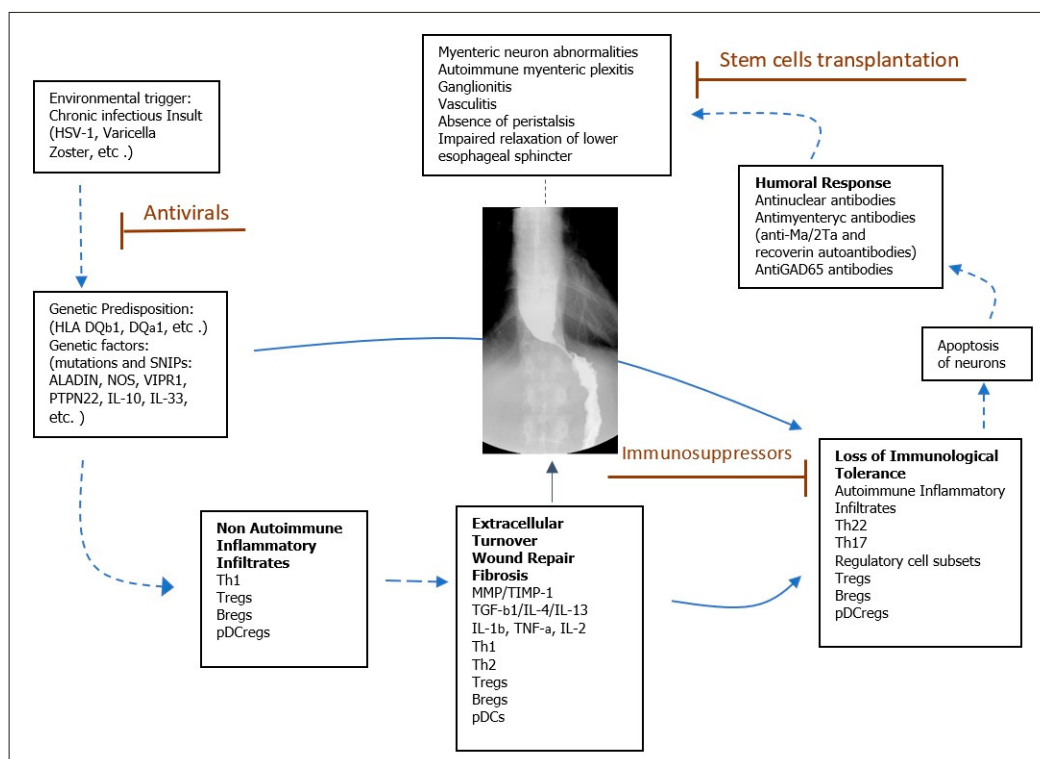 Myenteric neuron abnormalities
Autoimmune myenteric plexitis
Ganglionitis
Vasculitis
Absence of peristalsis
Impaired relaxation of lower
esophageal sphincter
Stem cells transplantation
Environmental trigger:
Chronic infectious Insult
(HSV-1, Varicella
Zoster, etc .)
Antivirals
Humoral Response
Antinuclear antibodies
Antimyenteryc antibodies
(anti-Ma/2Ta and
recoverin autoantibodies)
AntiGAD65 antibodies
Genetic Predisposition:
(HLA DQb1, DQa1, etc .)
Genetic factors:
(mutations and SNIPs:
ALADIN, NOS, VIPR1,
PTPN22, IL-10, IL-33,
etc. )
Apoptosis
of neurons
Immunosuppressors
Loss of Immunological
Tolerance
Autoimmune Inflammatory
Infiltrates
Th22
Th17
Regulatory cell subsets
Tregs
Bregs
pDCregs
Non Autoimmune
Inflammatory
Infiltrates
Th1
Tregs
Bregs
pDCregs
Extracellular
Turnover
Wound Repair
Fibrosis
MMP/TIMP-1
TGF-b1/IL-4/IL-13
IL-1b, TNF-a, IL-2
Th1
Th2
Tregs
Bregs
pDCs